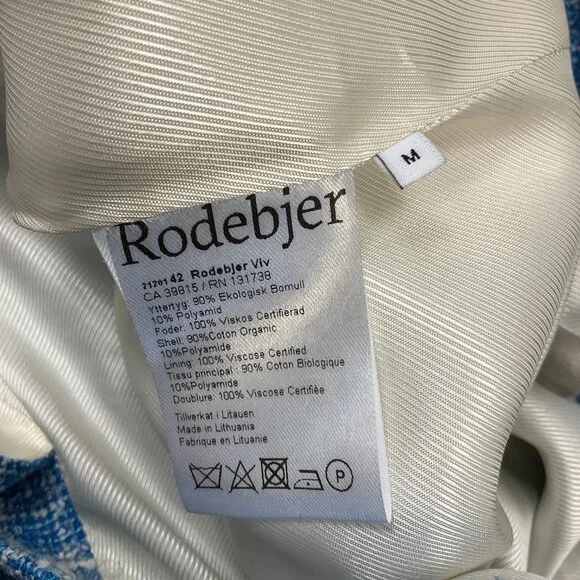 M
Rodebjer
2120142 Rodebjer Viv
CA 39815 / RN 131738
Yttertyg: 90% Ekologisk Bomull
10% Polyamid
Foder: 100% Viskos Certifierad
Shell: 90%Coton Organic
10%Polyamide
Lining: 100% Viscose Certified
Tissu principal : 90% Coton Biologique
10%Polyamide
Doublure: 100% Viscose Certifiée
Tillverkat i Litauen
Made in Lithuania
Fabrique en Lituanie
P